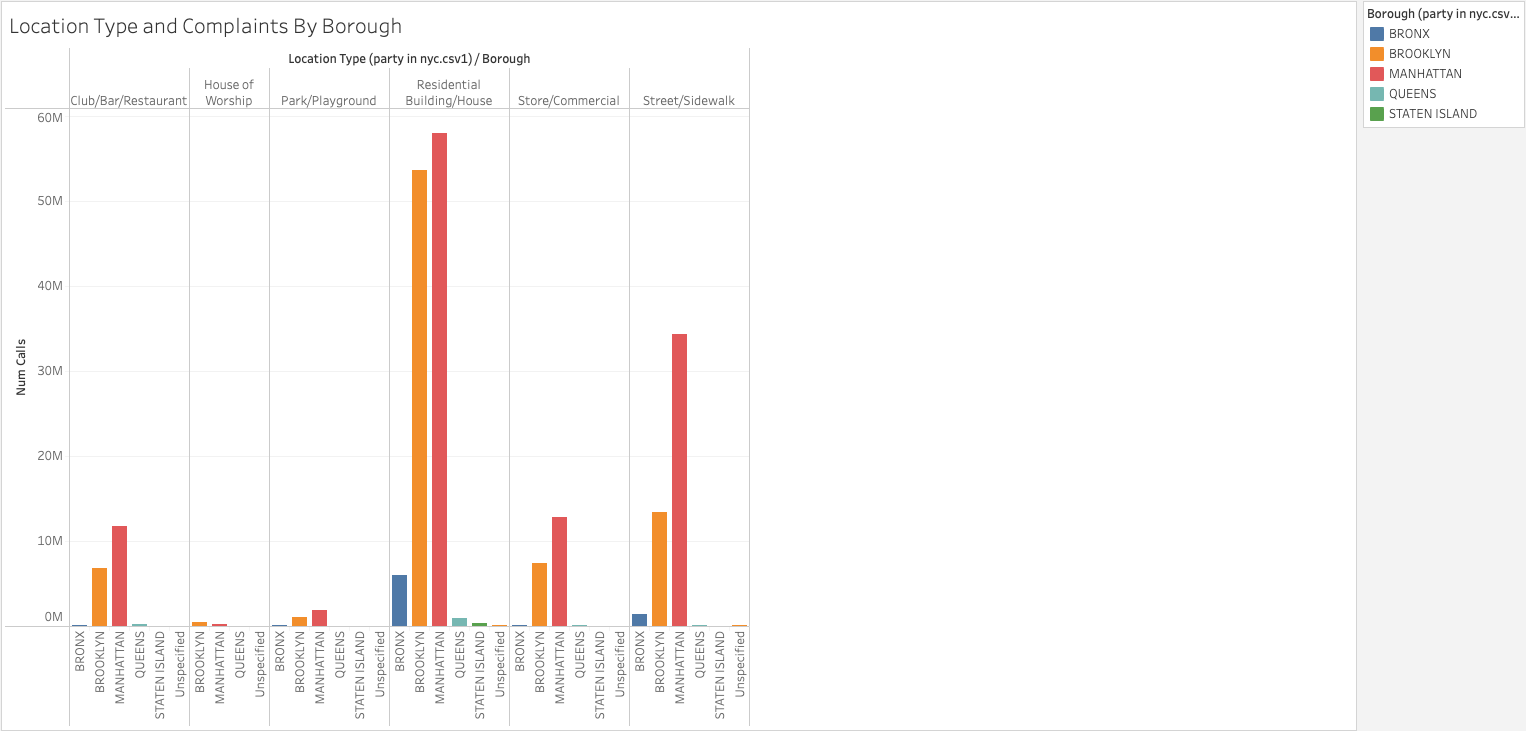 Location Type and Complaints By Borough
Location Type (party in nyc.csv1) / Borough
Club/Bar/Restaurant
House of
Worship
Park/Playground
Residential
Building/House
Store/Commercial
Street/Sidewalk
Num Calls
60M
50M
40M
30M
20M
10M
0M
BRONX
BROOKLYN
MANHATTAN
QUEENS
STATEN ISLAND
Unspecified
BROOKLYN
MANHATTAN
QUEENS
Unspecified
BRONX
BROOKLYN
MANHATTAN
QUEENS
STATEN ISLAND
Unspecified
BRONX
BROOKLYN
MANHATTAN
QUEENS
STATEN ISLAND
Unspecified
BRONX
BROOKLYN
MANHATTAN
QUEENS
STATEN ISLAND
Unspecified
BRONX
BROOKLYN
MANHATTAN
QUEENS
STATEN ISLAND
Unspecified
Borough (party in nyc.csv...
BRONX
BROOKLYN
MANHATTAN
QUEENS
STATEN ISLAND